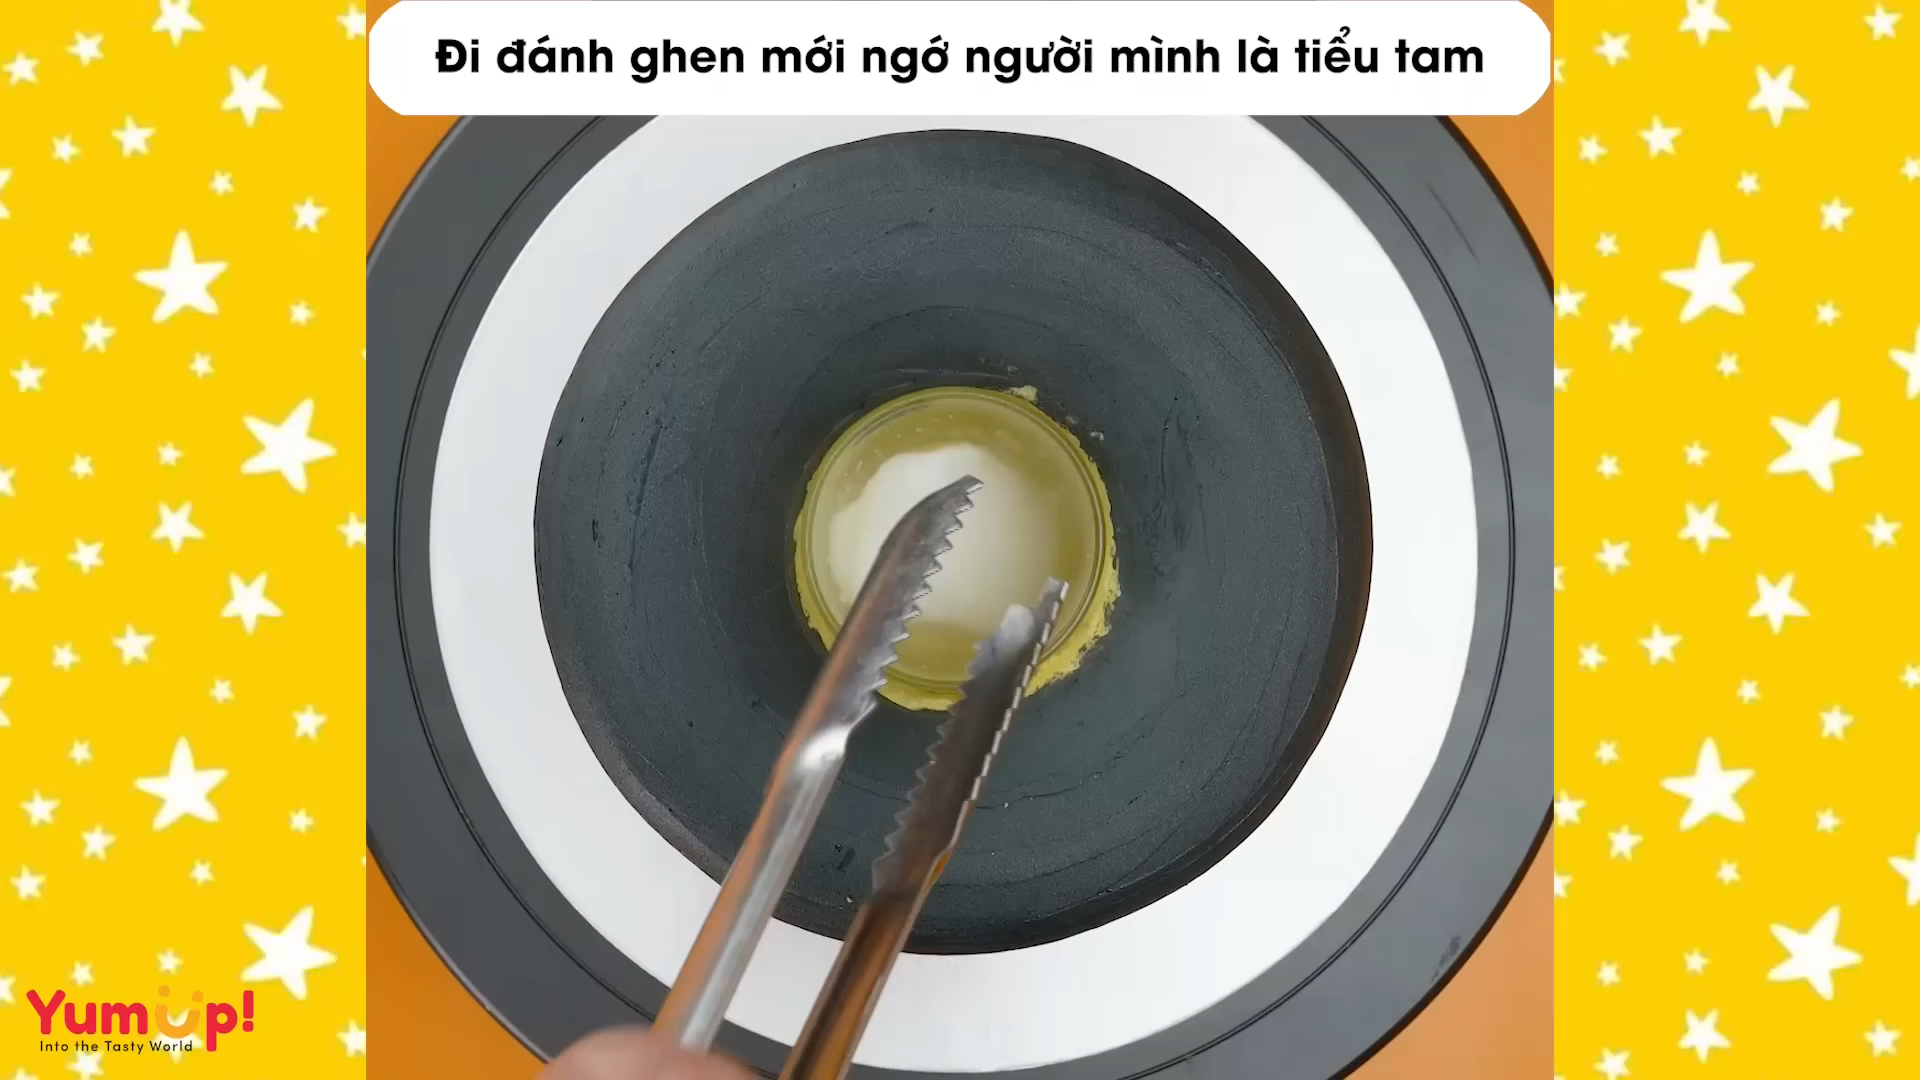 Đi đánh ghen mới ngớ người mình là tiểu tam
YumUp!
Into the Tasty World